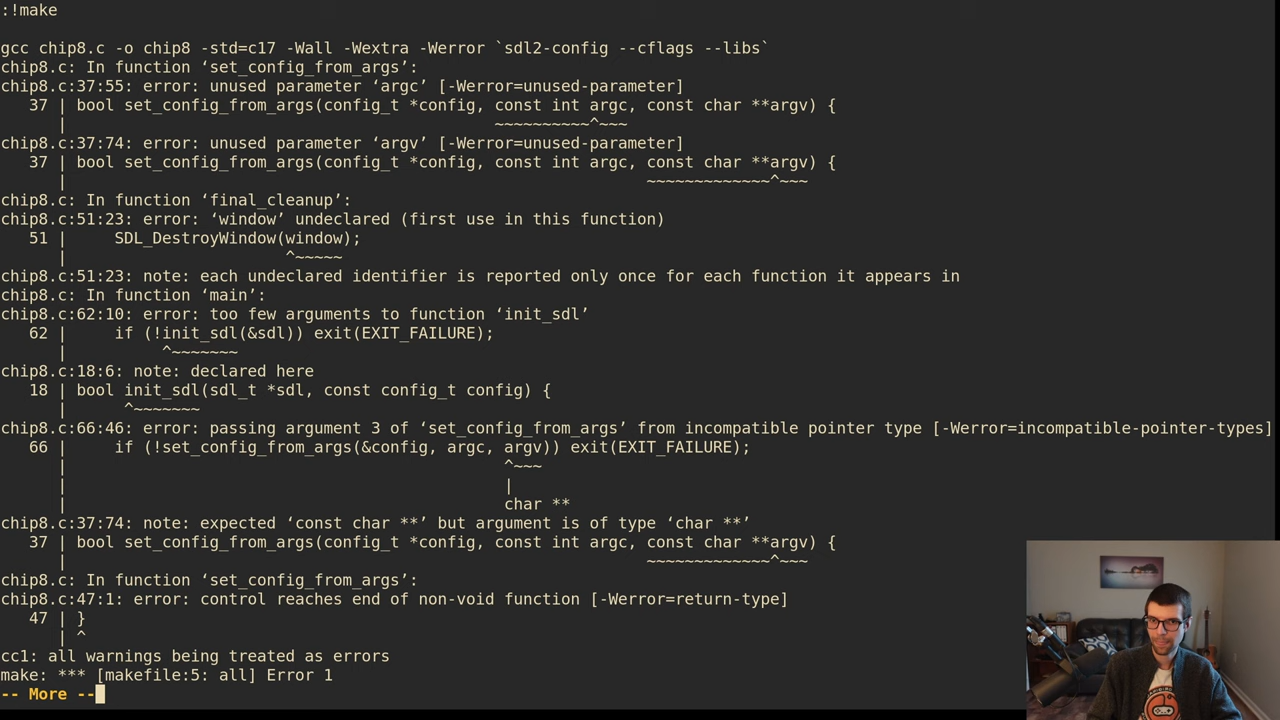 :!make
gcc chip8.c -o chip8 -std=c17 -Wall -Wextra -Werror `sdl2-config --cflags --libs`
chip8.c: In function ‘set_config_from_args’:
chip8.c:37:55: error: unused parameter ‘argc’ [-Werror=unused-parameter]
   37 | bool set_config_from_args(config_t *config, const int argc, const char **argv) {
      |                                             ~~~~~~~~~~^~~~
chip8.c:37:74: error: unused parameter ‘argv’ [-Werror=unused-parameter]
   37 | bool set_config_from_args(config_t *config, const int argc, const char **argv) {
      |                                                             ~~~~~~~~~~~~~^~~~
chip8.c: In function ‘final_cleanup’:
chip8.c:51:23: error: ‘window’ undeclared (first use in this function)
   51 |     SDL_DestroyWindow(window);
      |                       ^~~~~~
chip8.c:51:23: note: each undeclared identifier is reported only once for each function it appears in
chip8.c: In function ‘main’:
chip8.c:62:10: error: too few arguments to function ‘init_sdl’
   62 |     if (!init_sdl(&sdl)) exit(EXIT_FAILURE);
      |          ^~~~~~~~
chip8.c:18:6: note: declared here
   18 | bool init_sdl(sdl_t *sdl, const config_t config) {
      |      ^~~~~~~~
chip8.c:66:46: error: passing argument 3 of ‘set_config_from_args’ from incompatible pointer type [-Werror=incompatible-pointer-types]
   66 |     if (!set_config_from_args(&config, argc, argv)) exit(EXIT_FAILURE);
      |                                              ^~~~
      |                                              |
      |                                              char **
chip8.c:37:74: note: expected ‘const char **’ but argument is of type ‘char **’
   37 | bool set_config_from_args(config_t *config, const int argc, const char **argv) {
      |                                                             ~~~~~~~~~~~~~^~~~
chip8.c: In function ‘set_config_from_args’:
chip8.c:47:1: error: control reaches end of non-void function [-Werror=return-type]
   47 | }
      | ^
cc1: all warnings being treated as errors
make: *** [makefile:5: all] Error 1
-- More --